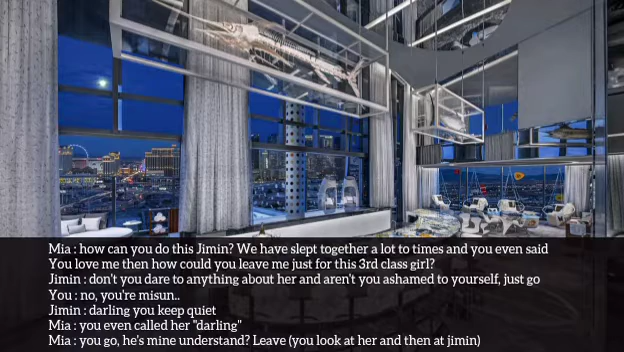 Mia : how can you do this Jimin? We have slept together a lot to times and you even said
You love me then how could you leave me just for this 3rd class girl?
Jimin : don't you dare to anything about her and aren't you ashamed to yourself, just go
You : no, you're misun..
Jimin : darling you keep quiet
Mia : you even called her "darling"
Mia : you go, he's mine understand? Leave (you look at her and then at jimin)